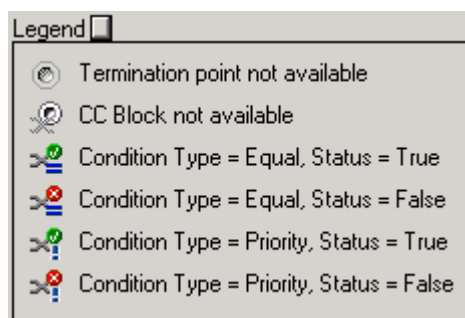 Legend
Termination point not available
CC Block not available
Condition Type = Equal, Status = True
Condition Type = Equal, Status = False
Condition Type = Priority, Status = True
Condition Type = Priority, Status = False